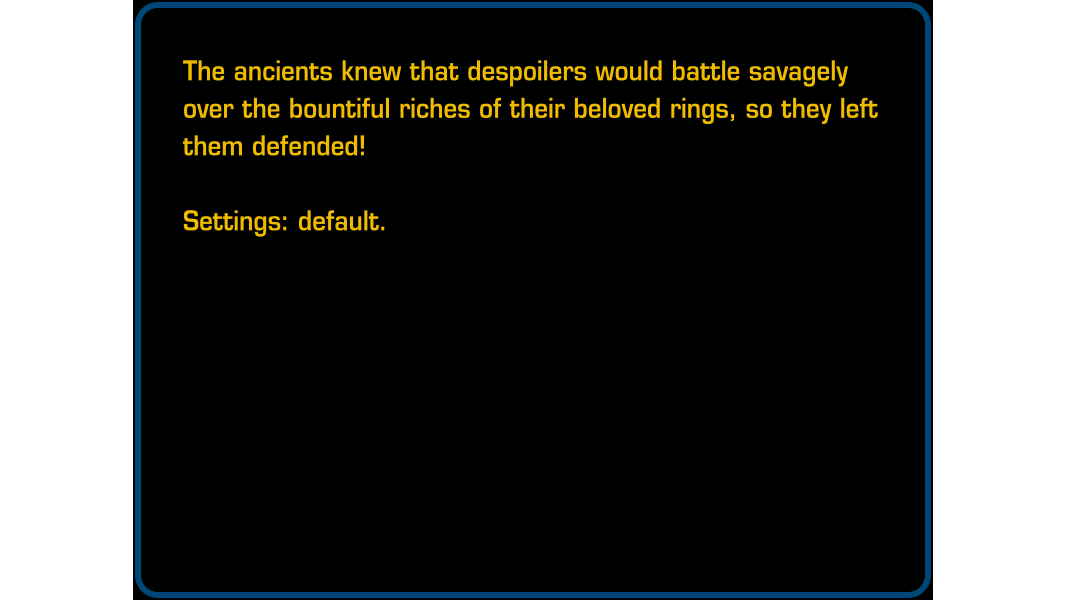 The ancients knew that despoilers would battle savagely
over the bountiful riches of their beloved rings, so they left
them defended!
Settings: default.